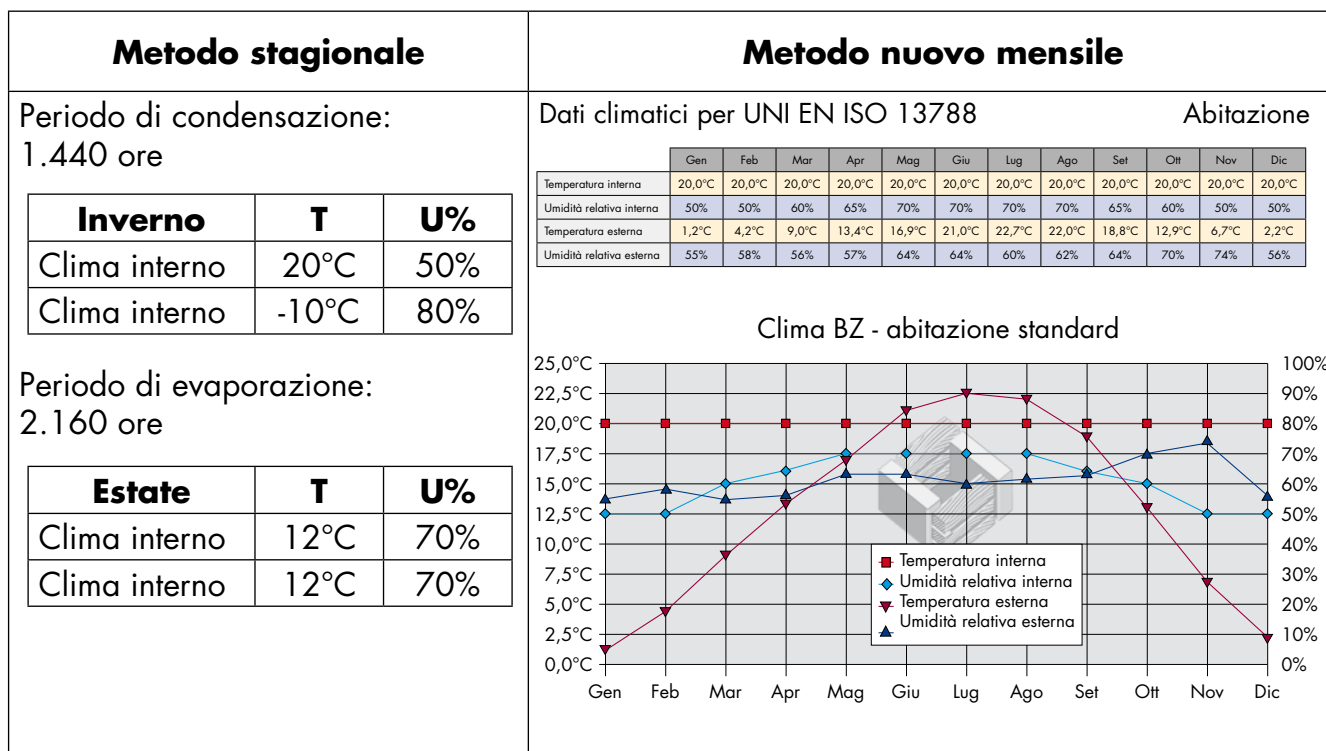 Metodo stagionale
Metodo nuovo mensile
Periodo di condensazione:
1.440 ore
Inverno T U%
Clima interno 20°C 50%
Clima interno -10°C 80%
Periodo di evaporazione:
2.160 ore
Estate T U%
Clima interno 12°C 70%
Clima interno 12°C 70%
Dati climatici per UNI EN ISO 13788 Abitazione
Gen Feb Mar Apr Mag Giu Lug Ago Set Ott Nov Dic
Temperatura interna 20,0°C 20,0°C 20,0°C 20,0°C 20,0°C 20,0°C 20,0°C 20,0°C 20,0°C 20,0°C 20,0°C 20,0°C
Umidità relativa interna 50% 50% 60% 65% 70% 70% 70% 70% 65% 60% 50% 50%
Temperatura esterna 1,2°C 4,2°C 9,0°C 13,4°C 16,9°C 21,0°C 22,7°C 22,0°C 18,8°C 12,9°C 6,7°C 2,2°C
Umidità relativa esterna 55% 58% 56% 57% 64% 64% 60% 62% 64% 70% 74% 56%
Clima BZ - abitazione standard
25,0°C 100%
22,5°C 90%
20,0°C 80%
17,5°C 70%
15,0°C 60%
12,5°C 50%
10,0°C 40%
7,5°C 30%
5,0°C 20%
2,5°C 10%
0,0°C 0%
Temperatura interna
Umidità relativa interna
Temperatura esterna
Umidità relativa esterna
Gen Feb Mar Apr Mag Giu Lug Ago Set Ott Nov Dic